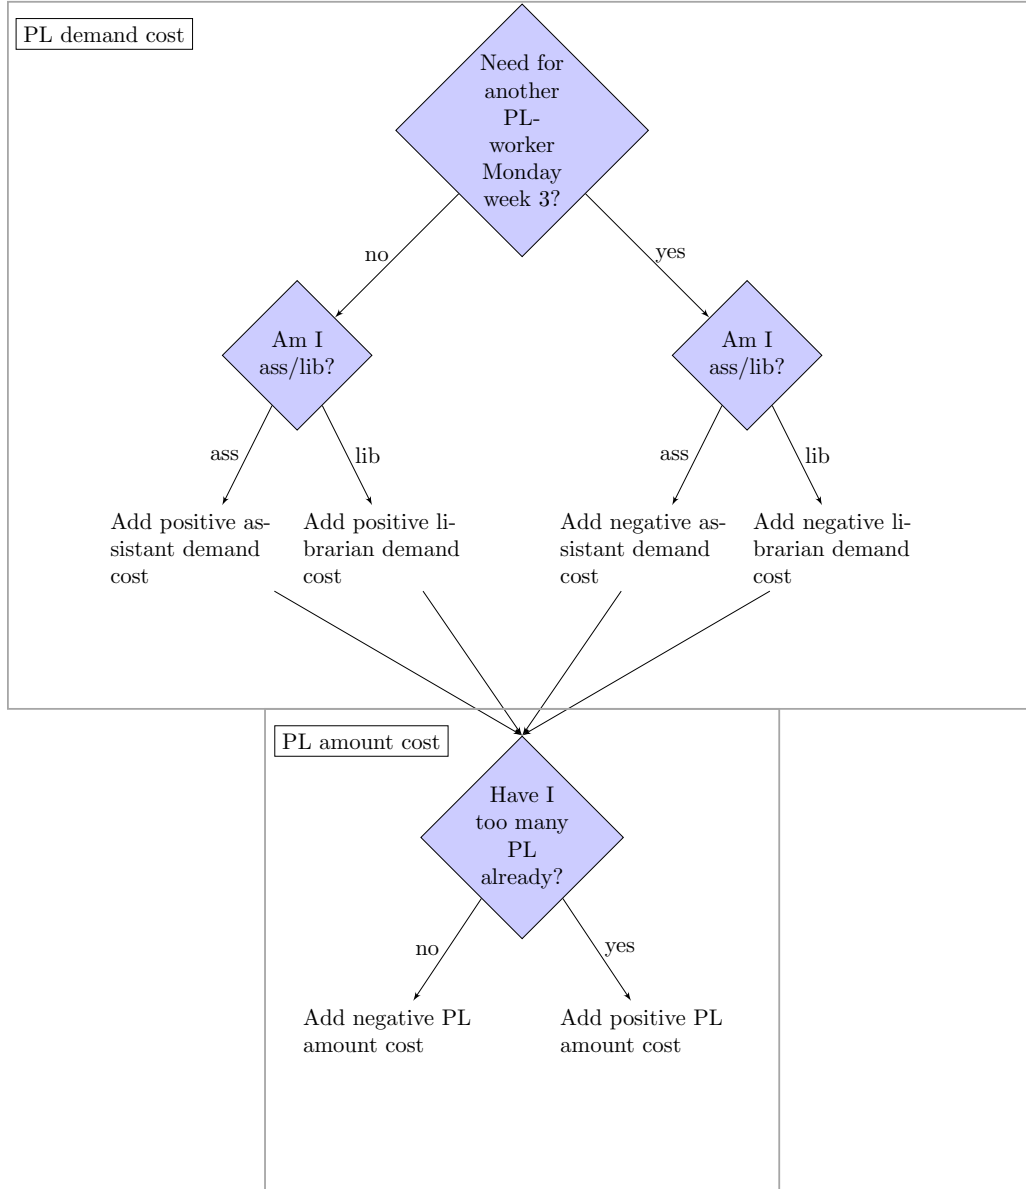 PL demand cost
Need for
another
PL-
worker
Monday
week 3?
no
yes
Am I
ass/lib?
Am I
ass/lib?
ass
lib
ass
lib
Add positive as-
sistant demand
cost
Add positive li-
brarian demand
cost
Add negative as-
sistant demand
cost
Add negative li-
brarian demand
cost
PL amount cost
Have I
too many
PL
already?
no
yes
Add negative PL
amount cost
Add positive PL
amount cost